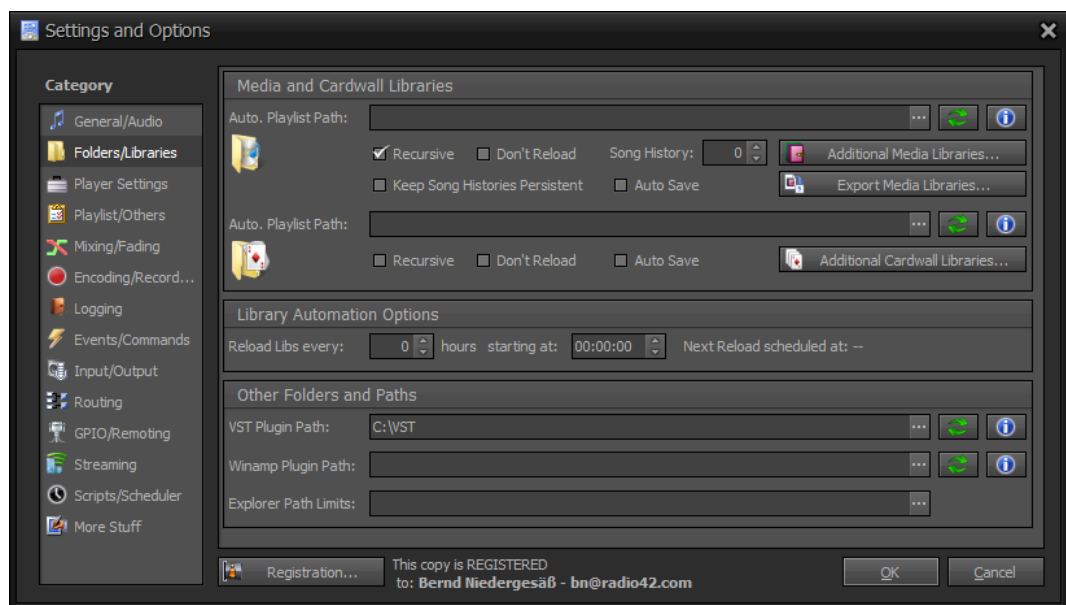 Settings and Options
Category
General/Audio
Folders/Libraries
Player Settings
Playlist/Others
Mixing/Fading
Encoding/Record...
Logging
Events/Commands
Input/Output
Routing
GPIO/Remoting
Streaming
Scripts/Scheduler
More Stuff
Media and Cardwall Libraries
Auto. Playlist Path: ...
Recursive Don't Reload Song History: 0 Additional Media Libraries...
Keep Song Histories Persistent Auto Save Export Media Libraries...
Auto. Playlist Path: ...
Recursive Don't Reload Auto Save Additional Cardwall Libraries...
Library Automation Options
Reload Libs every: 0 hours starting at: 00:00:00 Next Reload scheduled at: --
Other Folders and Paths
VST Plugin Path: C:\VST ...
Winamp Plugin Path: ...
Explorer Path Limits: ...
Registration...
This copy is REGISTERED
to: Bernd Niedergesäß - bn@radio42.com
OK Cancel